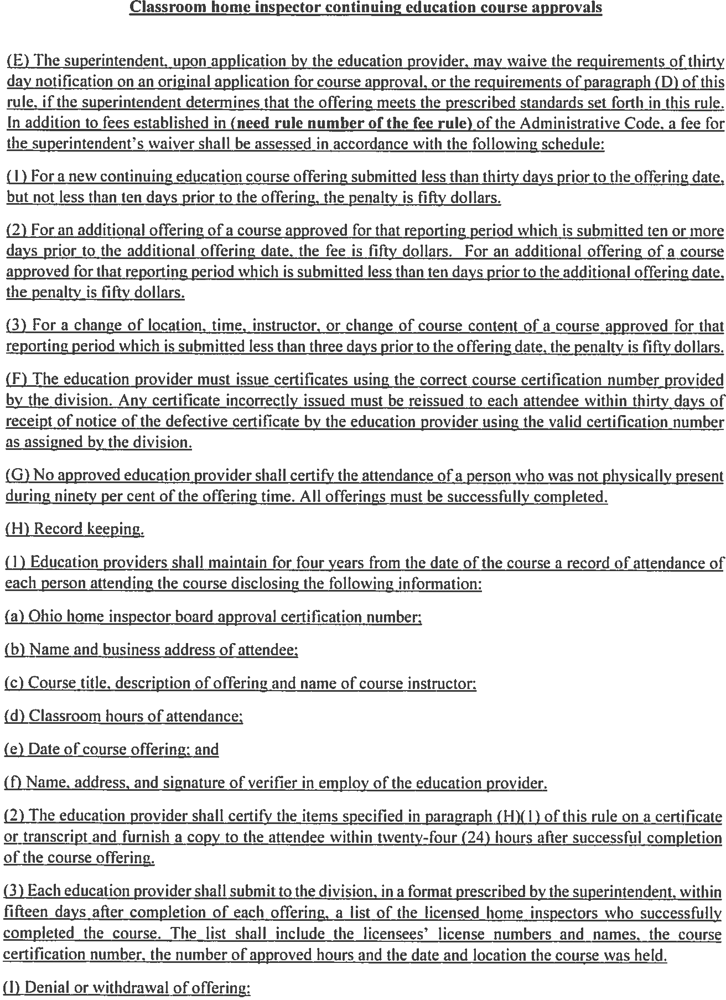 Classroom home inspector continuing education course approvals
(E) The superintendent, upon application by the education provider, may waive the requirements of thirty
day notification on an original application for course approval, or the requirements of paragraph (D) of this
rule, if the superintendent determines that the offering meets the prescribed standards set forth in this rule.
In addition to fees established in (need rule number of the fee rule) of the Administrative Code, a fee for
the superintendent's waiver shall be assessed in accordance with the following schedule:
(1) For a new continuing education course offering submitted less than thirty days prior to the offering date,
but not less than ten days prior to the offering, the penalty is fifty dollars.
(2) For an additional offering of a course approved for that reporting period which is submitted ten or more
days prior to the additional offering date, the fee is fifty dollars. For an additional offering of a course
approved for that reporting period which is submitted less than ten days prior to the additional offering date,
the penalty is fifty dollars.
(3) For a change of location, time, instructor, or change of course content of a course approved for that
reporting period which is submitted less than three days prior to the offering date, the penalty is fifty dollars.
(F) The education provider must issue certificates using the correct course certification number provided
by the division. Any certificate incorrectly issued must be reissued to each attendee within thirty days of
receipt of notice of the defective certificate by the education provider using the valid certification number
as assigned by the division.
(G) No approved education provider shall certify the attendance of a person who was not physically present
during ninety per cent of the offering time. All offerings must be successfully completed.
(H) Record keeping.
(1) Education providers shall maintain for four years from the date of the course a record of attendance of
each person attending the course disclosing the following information:
(a) Ohio home inspector board approval certification number;
(b) Name and business address of attendee;
(c) Course title, description of offering and name of course instructor;
(d) Classroom hours of attendance;
(e) Date of course offering; and
(f) Name, address, and signature of verifier in employ of the education provider.
(2) The education provider shall certify the items specified in paragraph (H)(1) of this rule on a certificate
or transcript and furnish a copy to the attendee within twenty-four (24) hours after successful completion
of the course offering.
(3) Each education provider shall submit to the division, in a format prescribed by the superintendent, within
fifteen days after completion of each offering, a list of the licensed home inspectors who successfully
completed the course. The list shall include the licensees' license numbers and names, the course
certification number, the number of approved hours and the date and location the course was held.
(I) Denial or withdrawal of offering: